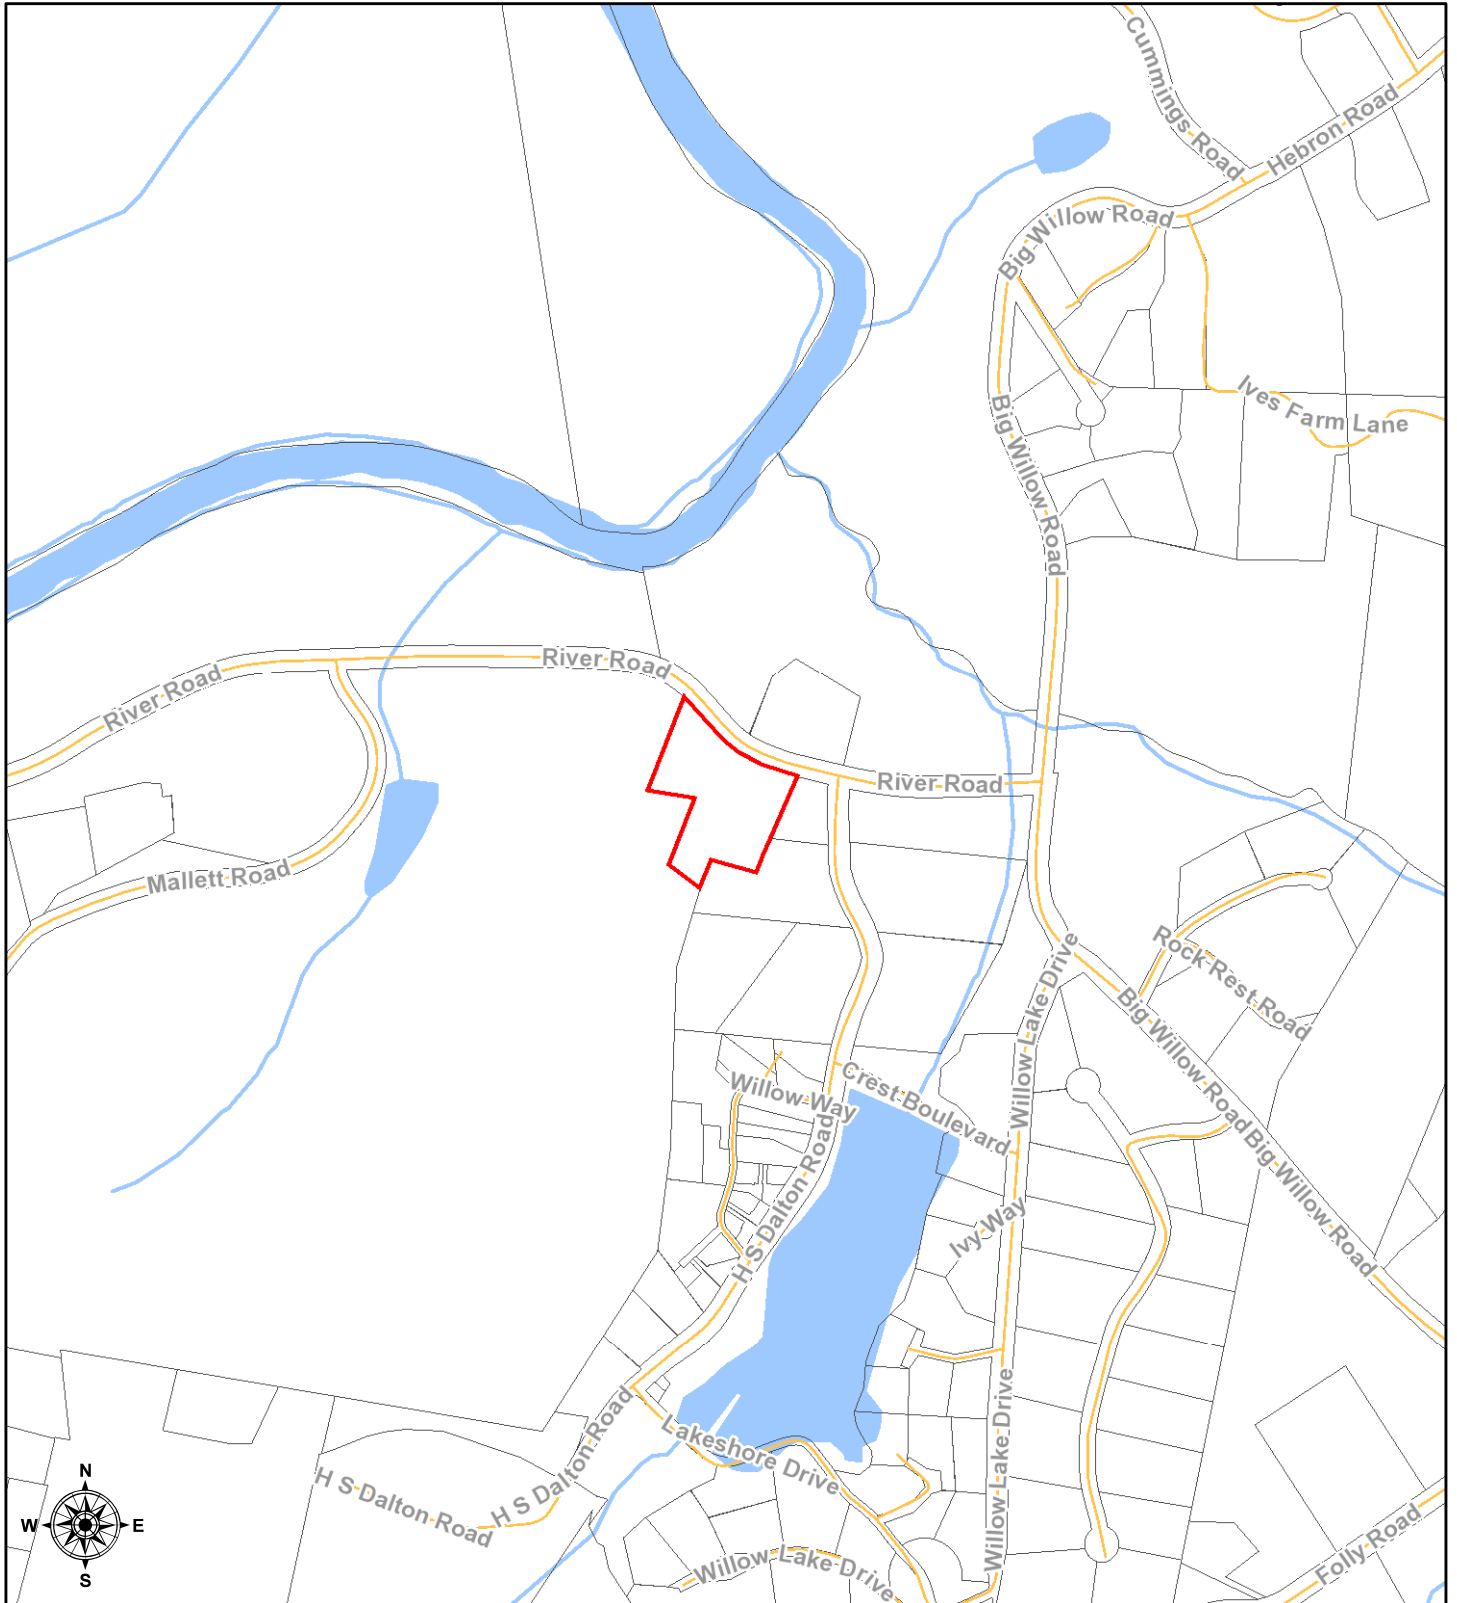 Cummings Road
Hebron Road
Big Willow Road
Ives Farm Lane
Big Willow Road
River Road
River Road
River Road
Mallett Road
Rock Rest Road
Willow Lake Drive
Big Willow Road
Crest Boulevard
Willow Way
Big Willow Road
H S Dalton Road
Ivy Way
Lakeshore Drive
H S Dalton Road
H S Dalton Road
Willow Lake Drive
Willow Lake Drive
Folly Road
N
W E
S